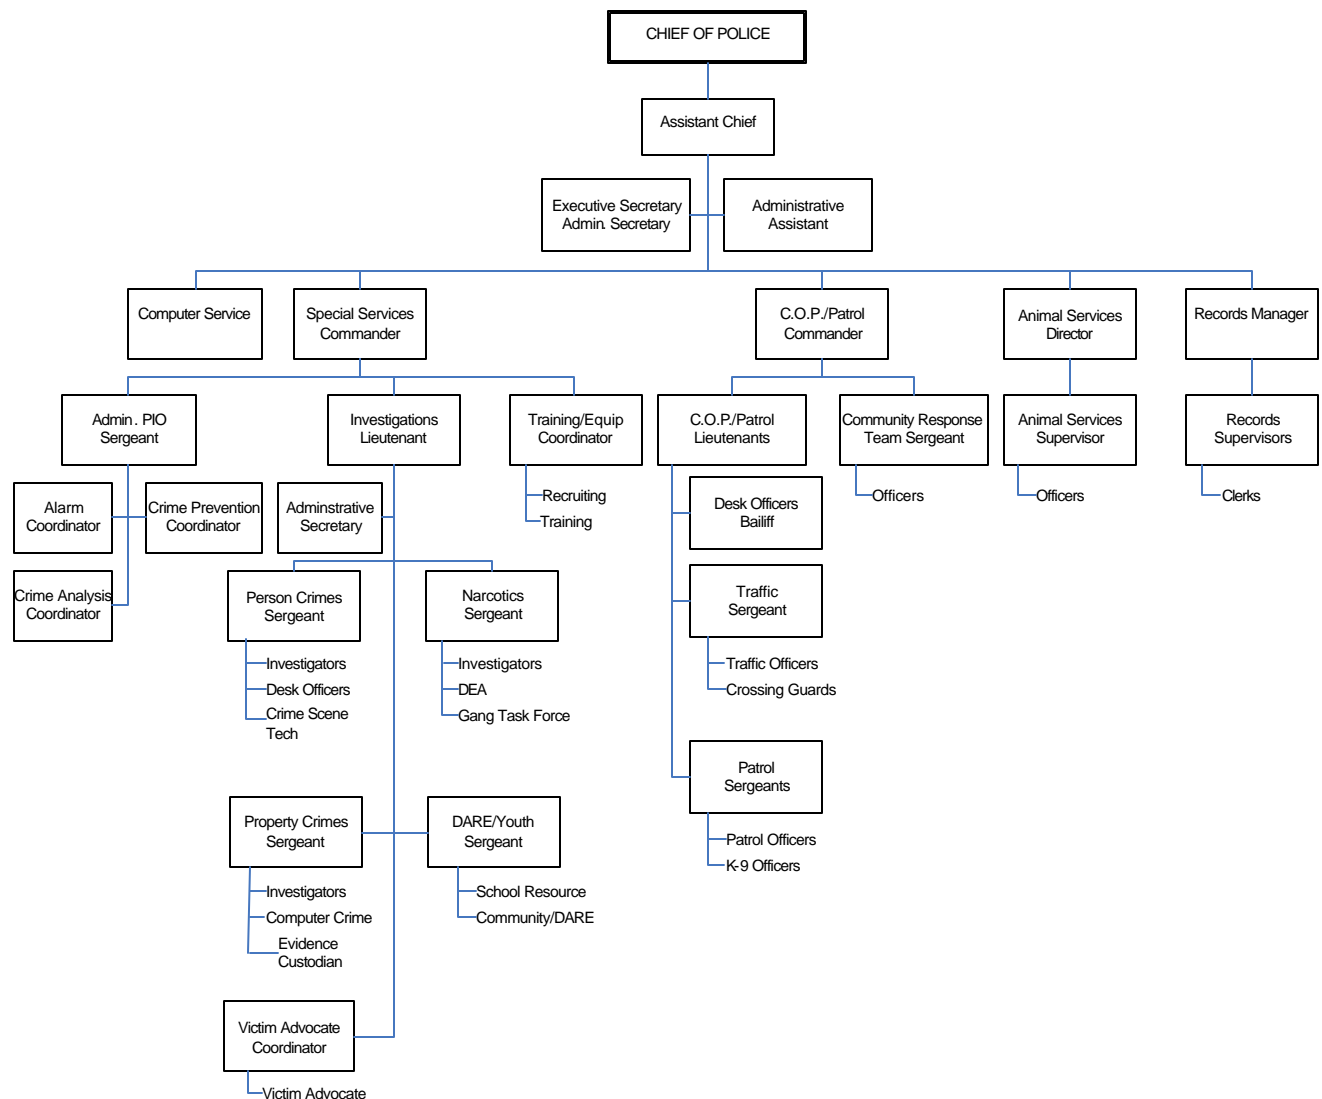 CHIEF OF POLICE
Assistant Chief
Executive Secretary
Admin. Secretary
Administrative
Assistant
Computer Service
Special Services
Commander
C.O.P./Patrol
Commander
Animal Services
Director
Records Manager
Admin. PIO
Sergeant
Investigations
Lieutenant
Training/Equip
Coordinator
C.O.P./Patrol
Lieutenants
Community Response
Team Sergeant
Animal Services
Supervisor
Records
Supervisors
Alarm
Coordinator
Crime Prevention
Coordinator
Adminstrative
Secretary
Recruiting
Training
Desk Officers
Bailiff
Officers
Officers
Clerks
Crime Analysis
Coordinator
Person Crimes
Sergeant
Narcotics
Sergeant
Traffic
Sergeant
Investigators
Desk Officers
Crime Scene
Tech
Investigators
DEA
Gang Task Force
Traffic Officers
Crossing Guards
Patrol
Sergeants
Property Crimes
Sergeant
DARE/Youth
Sergeant
Patrol Officers
K-9 Officers
Investigators
Computer Crime
Evidence
Custodian
School Resource
Community/DARE
Victim Advocate
Coordinator
Victim Advocate